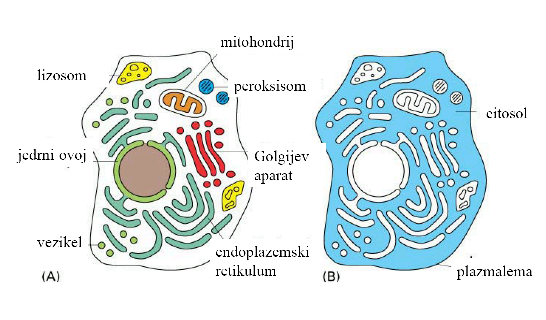 mitohondrij
lizosom
peroksisom
citosol
jedrni ovoj
Golgijev
aparat
vezikel
endoplazemski
retikulum
plazmalema
(A)
(B)